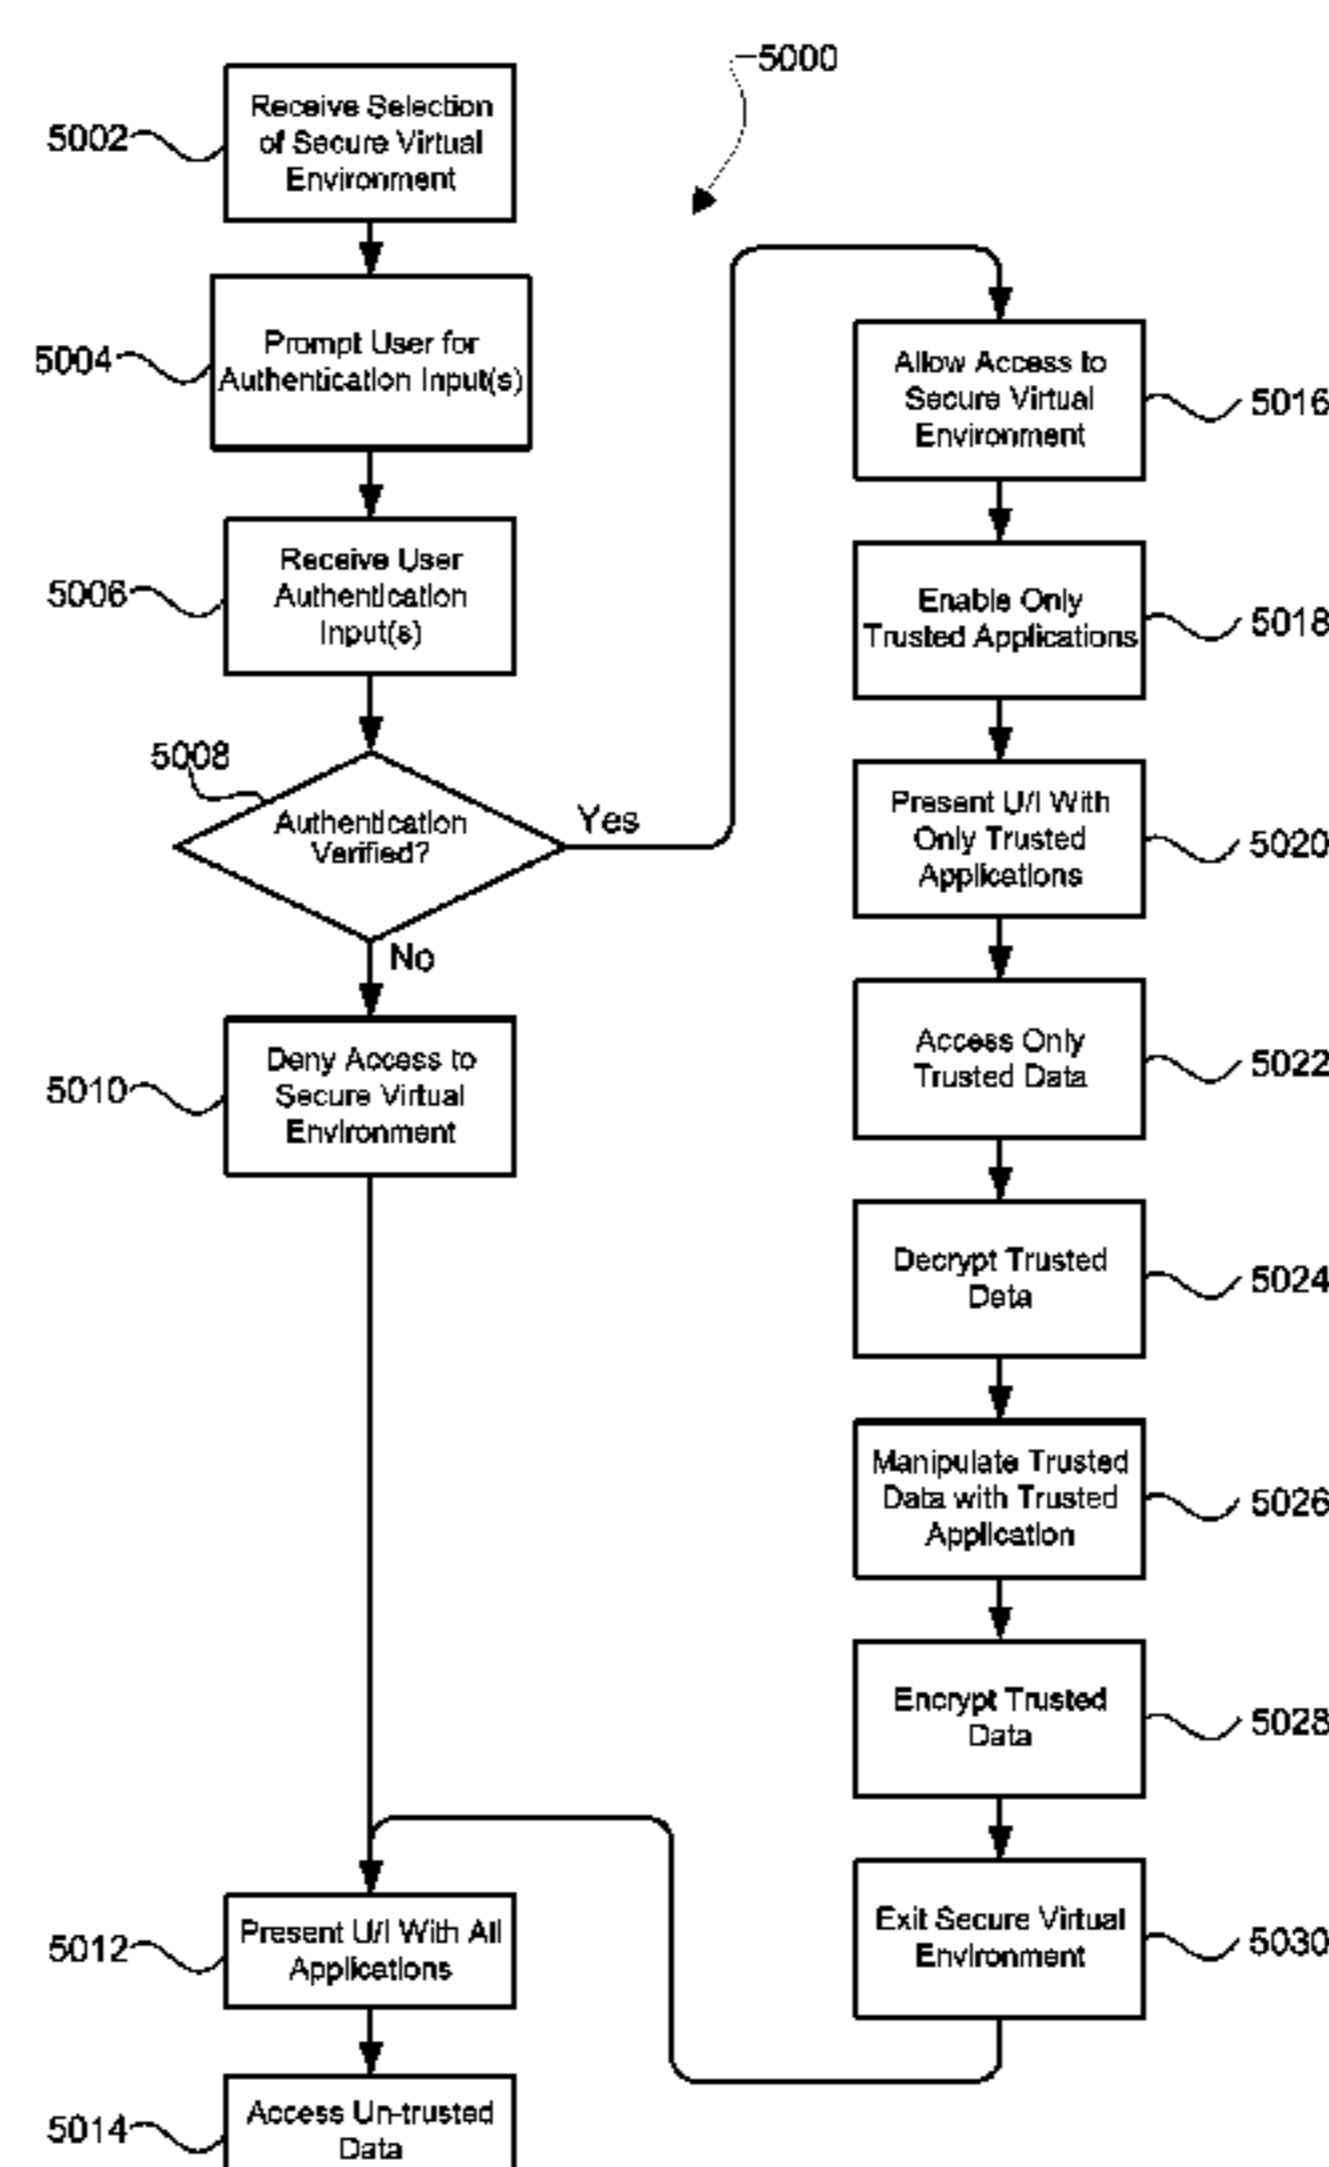 5000
5002
Receive Selection
of Secure Virtual
Environment
5004
Prompt User for
Authentication Input(s)
5006
Receive User
Authentication
Input(s)
5008
Authentication
Verified?
Yes
No
5010
Deny Access to
Secure Virtual
Environment
5012
Present U/I With All
Applications
5014
Access Un-trusted
Data
Allow Access to
Secure Virtual
Environment
5016
Enable Only
Trusted Applications
5018
Present U/I With
Only Trusted
Applications
5020
Access Only
Trusted Data
5022
Decrypt Trusted
Data
5024
Manipulate Trusted
Data with Trusted
Application
5026
Encrypt Trusted
Data
5028
Exit Secure Virtual
Environment
5030